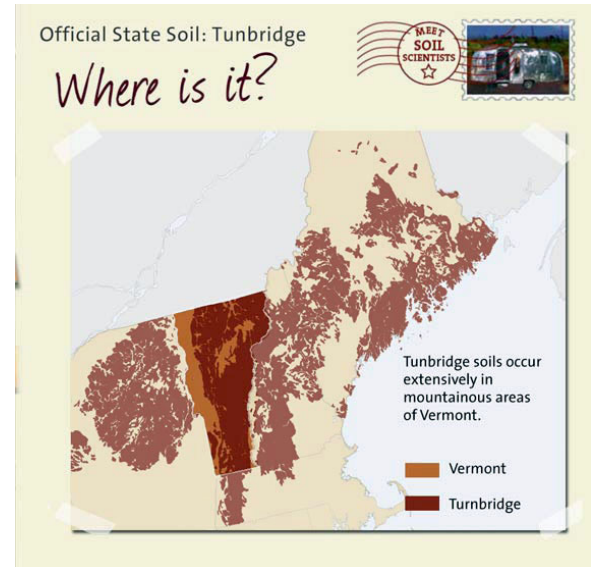 Official State Soil: Tunbridge
Where is it?
MEET
SOIL
SCIENTISTS
Tunbridge soils occur
extensively in
mountainous areas
of Vermont.
Vermont
Turnbridge